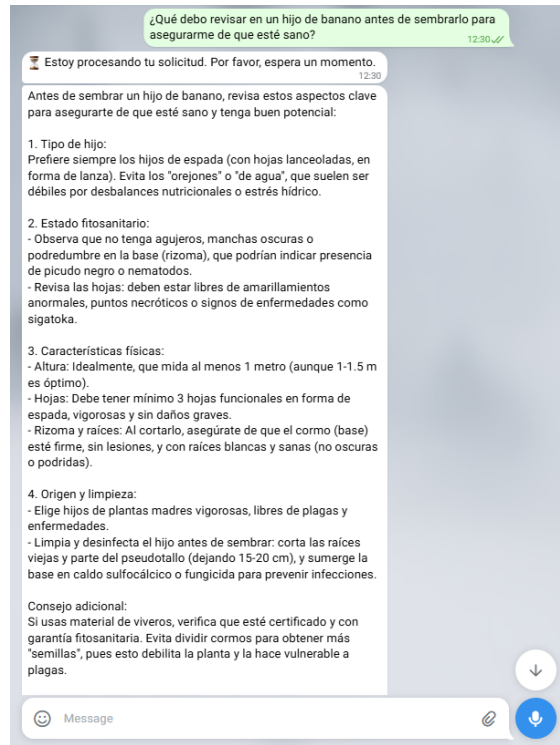 ¿Qué debo revisar en un hijo de banano antes de sembrarlo para
asegurarme de que esté sano?
12:30
⏳ Estoy procesando tu solicitud. Por favor, espera un momento.
12:30
Antes de sembrar un hijo de banano, revisa estos aspectos clave
para asegurarte de que esté sano y tenga buen potencial:
1. Tipo de hijo:
Prefiere siempre los hijos de espada (con hojas lanceoladas, en
forma de lanza). Evita los "orejones" o "de agua", que suelen ser
débiles por desbalances nutricionales o estrés hídrico.
2. Estado fitosanitario:
- Observa que no tenga agujeros, manchas oscuras o
podredumbre en la base (rizoma), que podrían indicar presencia
de picudo negro o nematodos.
- Revisa las hojas: deben estar libres de amarillamientos
anormales, puntos necróticos o signos de enfermedades como
sigatoka.
3. Características físicas:
- Altura: Idealmente, que mida al menos 1 metro (aunque 1-1.5 m
es óptimo).
- Hojas: Debe tener mínimo 3 hojas funcionales en forma de
espada, vigorosas y sin daños graves.
- Rizoma y raíces: Al cortarlo, asegúrate de que el cormo (base)
esté firme, sin lesiones, y con raíces blancas y sanas (no oscuras
o podridas).
4. Origen y limpieza:
- Elige hijos de plantas madres vigorosas, libres de plagas y
enfermedades.
- Limpia y desinfecta el hijo antes de sembrar: corta las raíces
viejas y parte del pseudotallo (dejando 15-20 cm), y sumerge la
base en caldo sulfocálcico o fungicida para prevenir infecciones.
Consejo adicional:
Si usas material de viveros, verifica que esté certificado y con
garantía fitosanitaria. Evita dividir cormos para obtener más
"semillas", pues esto debilita la planta y la hace vulnerable a
plagas.
Message